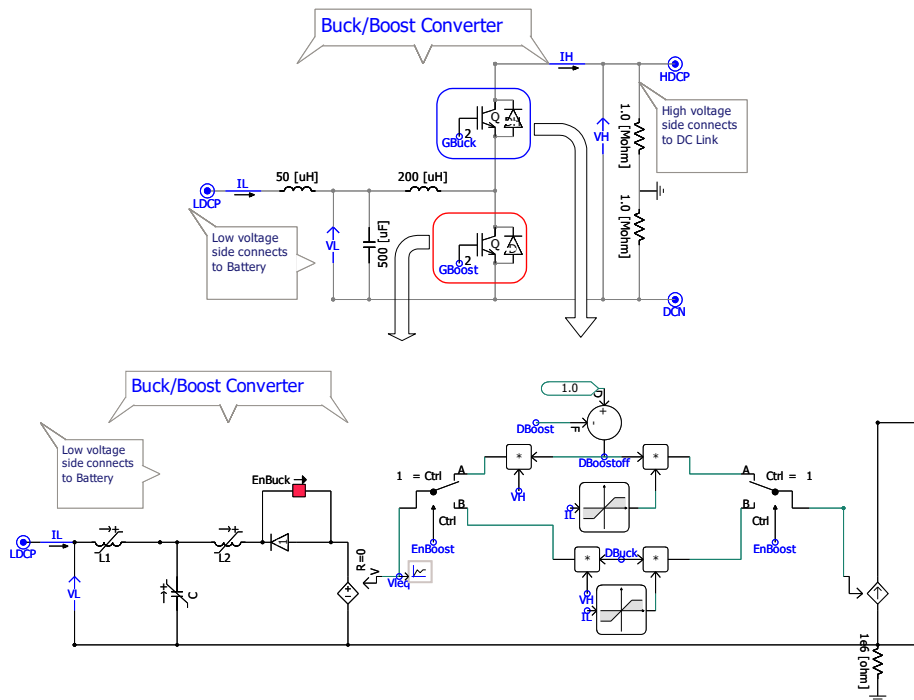 Buck/Boost Converter
IH
HDCP
1.0 [Mohm]
High voltage
side connects
to DC Link
Q
2
GBuck
VH
50 [uH]
200 [uH]
IL
LDCP
1.0 [Mohm]
Low voltage
side connects
to Battery
VL
500 [uF]
Q
2
GBoost
DCN
Buck/Boost Converter
1.0
D
+
DBoost
-
F
Low voltage
side connects
to Battery
DBoostoff
1 = Ctrl
A
*
*
A
Ctrl = 1
EnBuck
VH
IL
B
Ctrl
B
Ctrl
IL
LDCP
L1
L2
EnBoost
DBuck
EnBoost
*
*
R=0
V
VL
C
Vleq
VH
IL
1e6 [ohm]